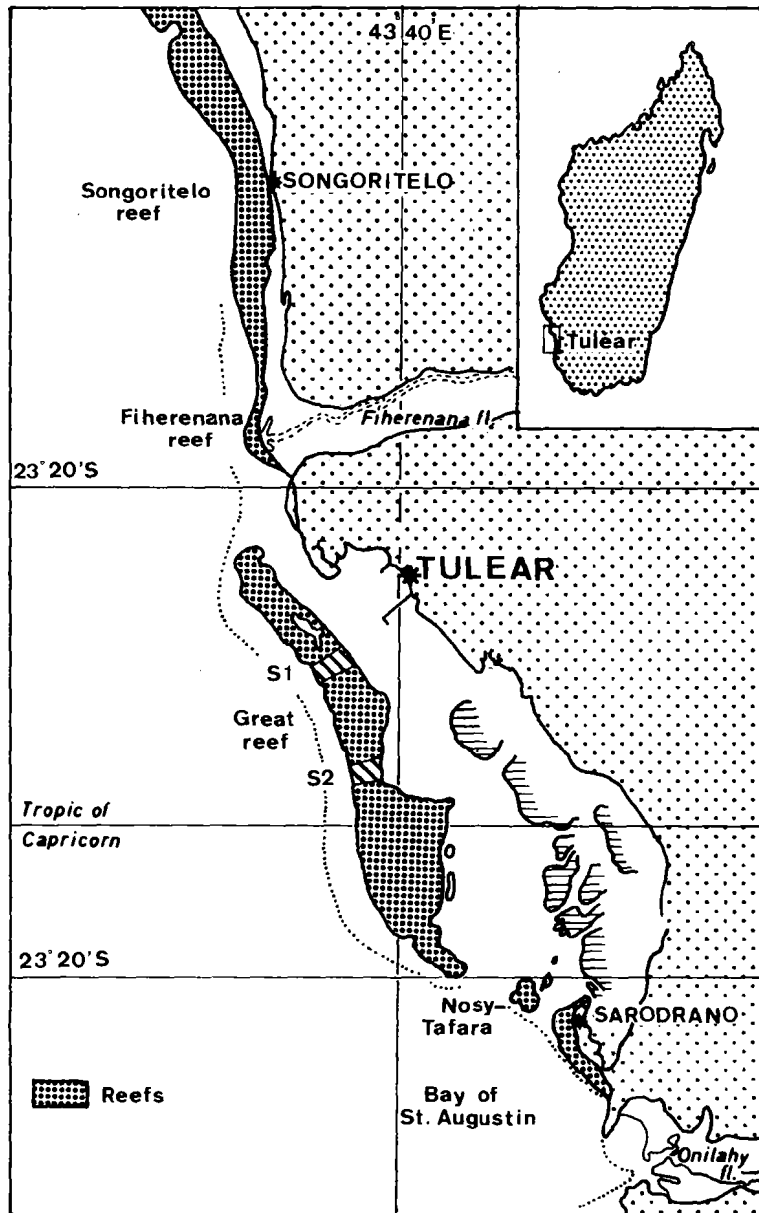 43°40'E
SONGORITELO
Songoritelo
reef
Tulear
Fiherenana
reef
Fiherenana fl.
23°20'S
TULEAR
S1
Great
reef
S2
Tropic of
Capricorn
23°20'S
Nosy-
Tafara
SARODRANO
Reefs
Bay of
St. Augustin
Onilahy
fl.